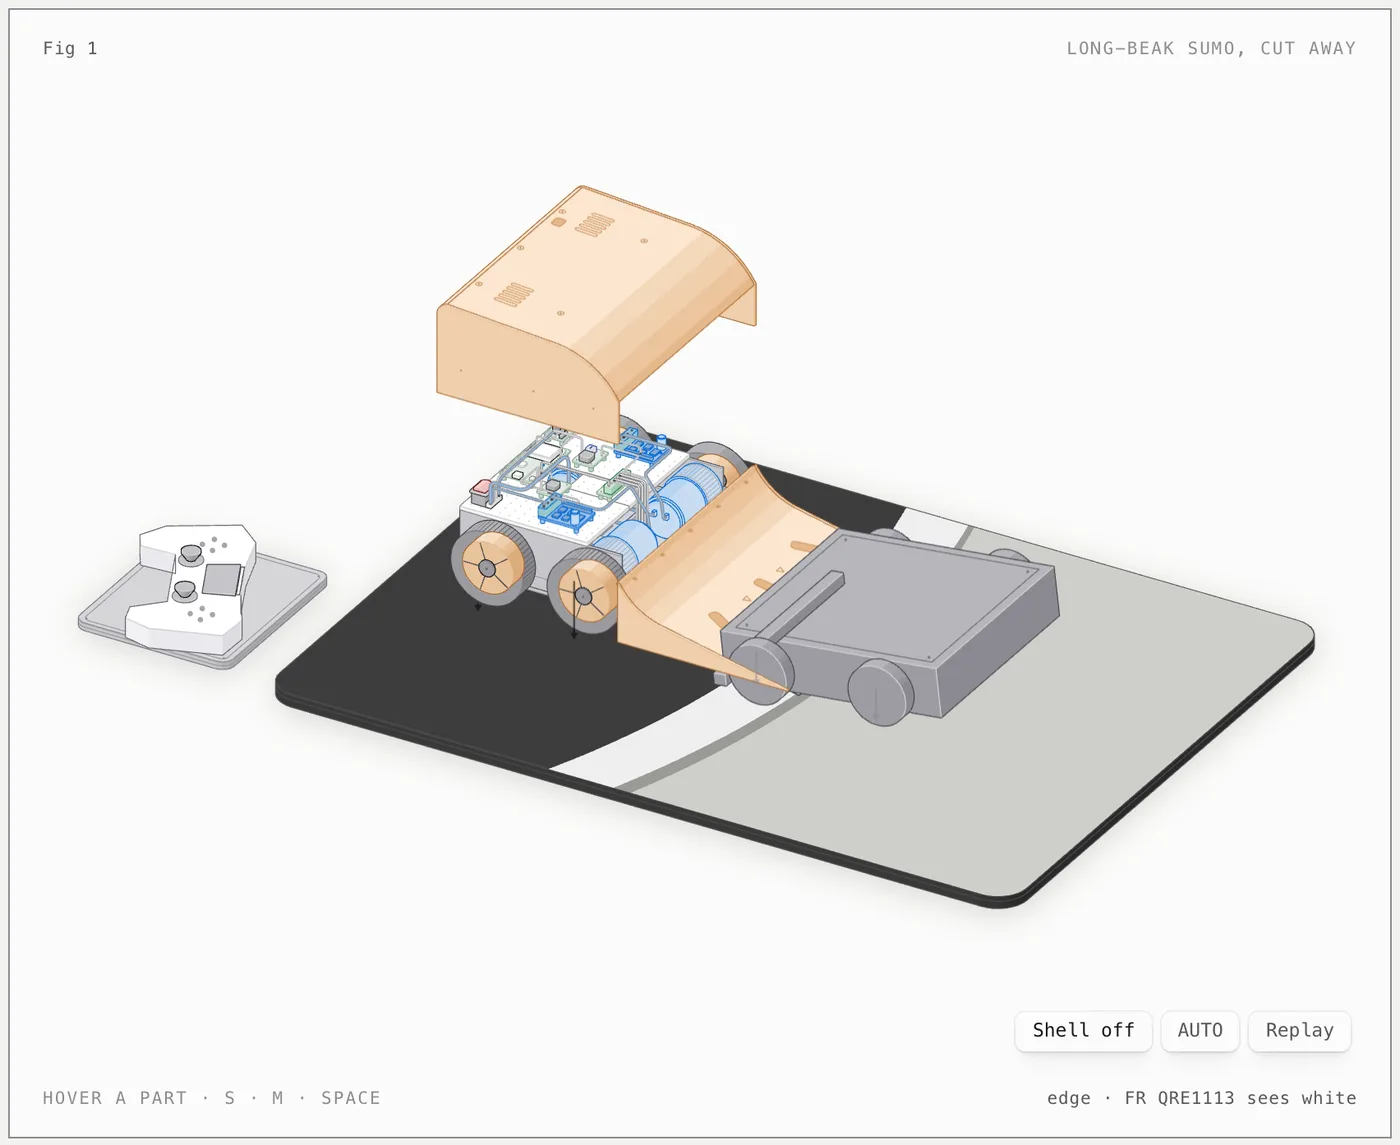 Fig 1
LONG–BEAK SUMO, CUT AWAY
Shell off
AUTO
Replay
HOVER A PART · S · M · SPACE
edge · FR QRE1113 sees white